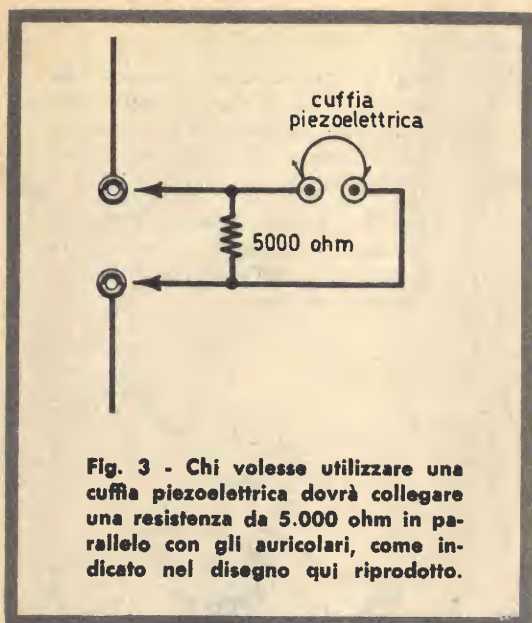 cuffia
piezoelettrica
5000 ohm
Fig. 3 - Chi volesse utilizzare una
cuffia piezoelettrica dovrà collegare
una resistenza da 5.000 ohm in pa-
rallelo con gli auricolari, come in-
dicato nel disegno qui riprodotto.